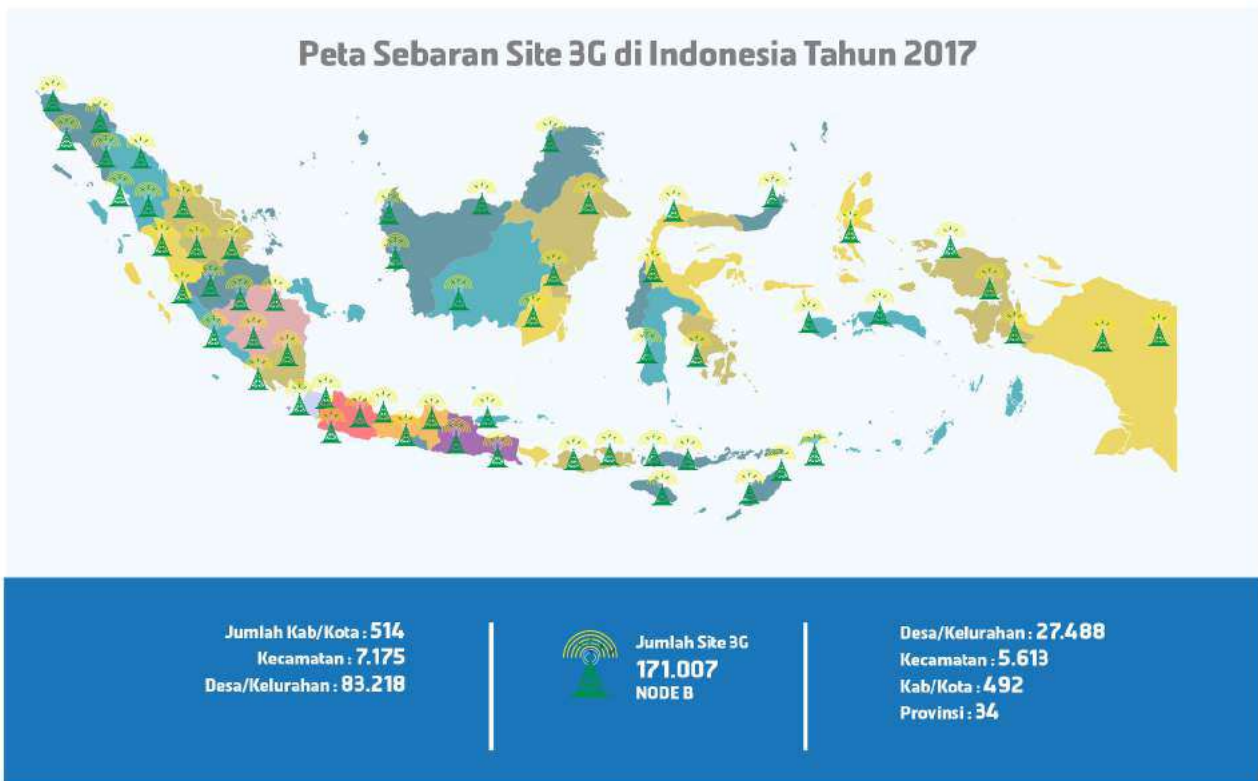 Peta Sebaran Site 3G di Indonesia Tahun 2017
Jumlah Kab/Kota : 514
Kecamatan : 7.175
Desa/Kelurahan : 83.218
Jumlah Site 3G
171.007
NODE B
Desa/Kelurahan : 27.488
Kecamatan : 5.613
Kab/Kota : 492
Provinsi : 34